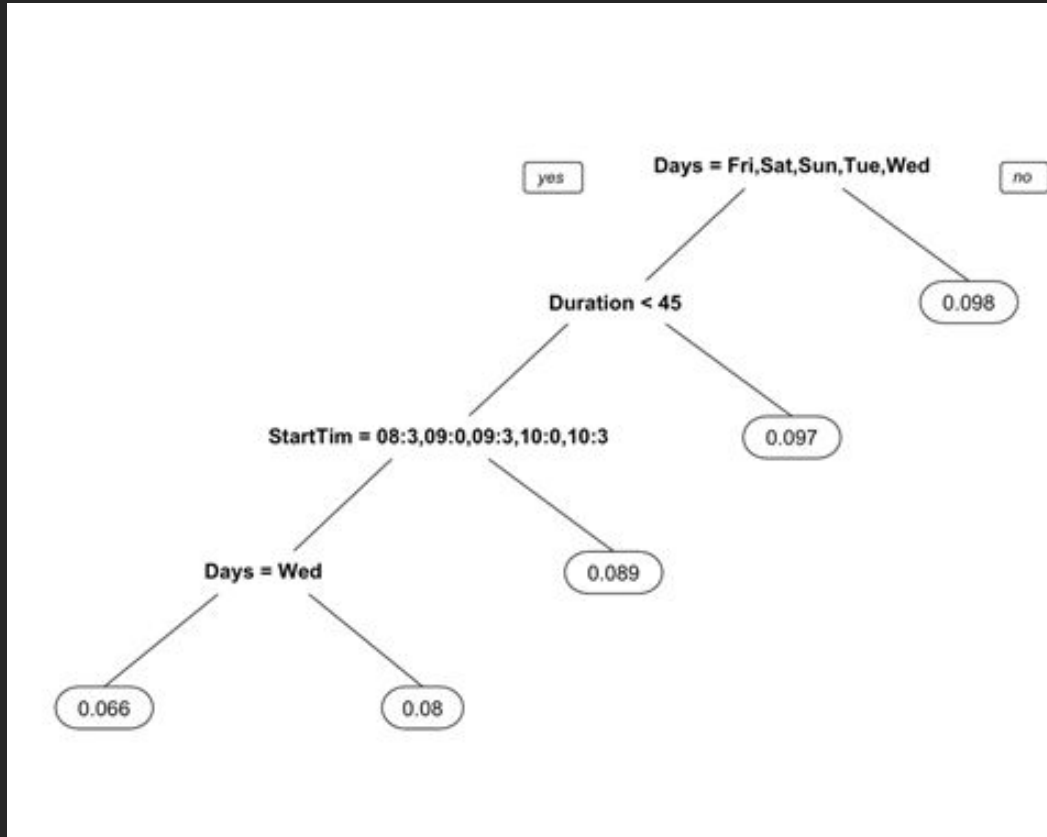 yes
Days = Fri,Sat,Sun,Tue,Wed
no
Duration < 45
0.098
StartTim = 08:3,09:0,09:3,10:0,10:3
0.097
Days = Wed
0.089
0.066
0.08